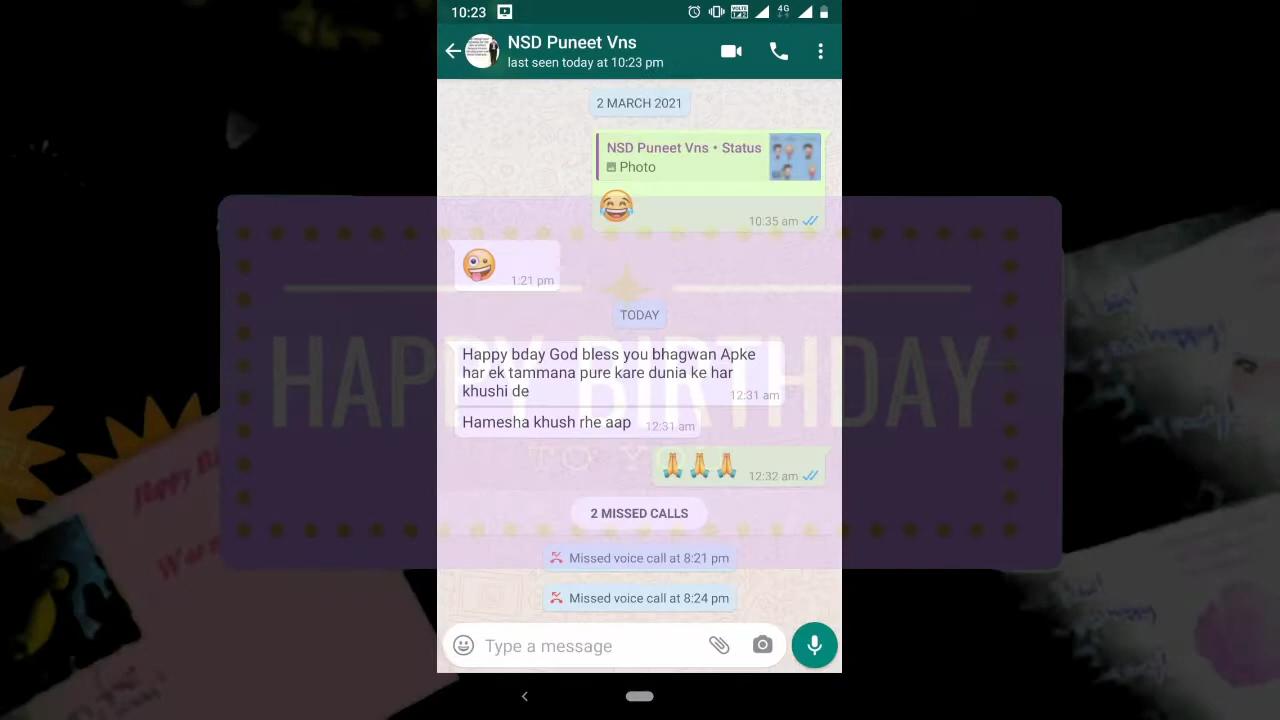 10:23
VOLTE
4G
NSD Puneet Vns
last seen today at 10:23 pm
2 MARCH 2021
NSD Puneet Vns • Status
Photo
😂
10:35 am
🤪
1:21 pm
TODAY
HAPPY BIRTHDAY
Happy bday God bless you bhagwan Apke
har ek tammana pure kare dunia ke har
khushi de
12:31 am
Hamesha khush rhe aap
12:31 am
TO YOU
🙏🙏🙏
12:32 am
2 MISSED CALLS
Missed voice call at 8:21 pm
Missed voice call at 8:24 pm
Type a message